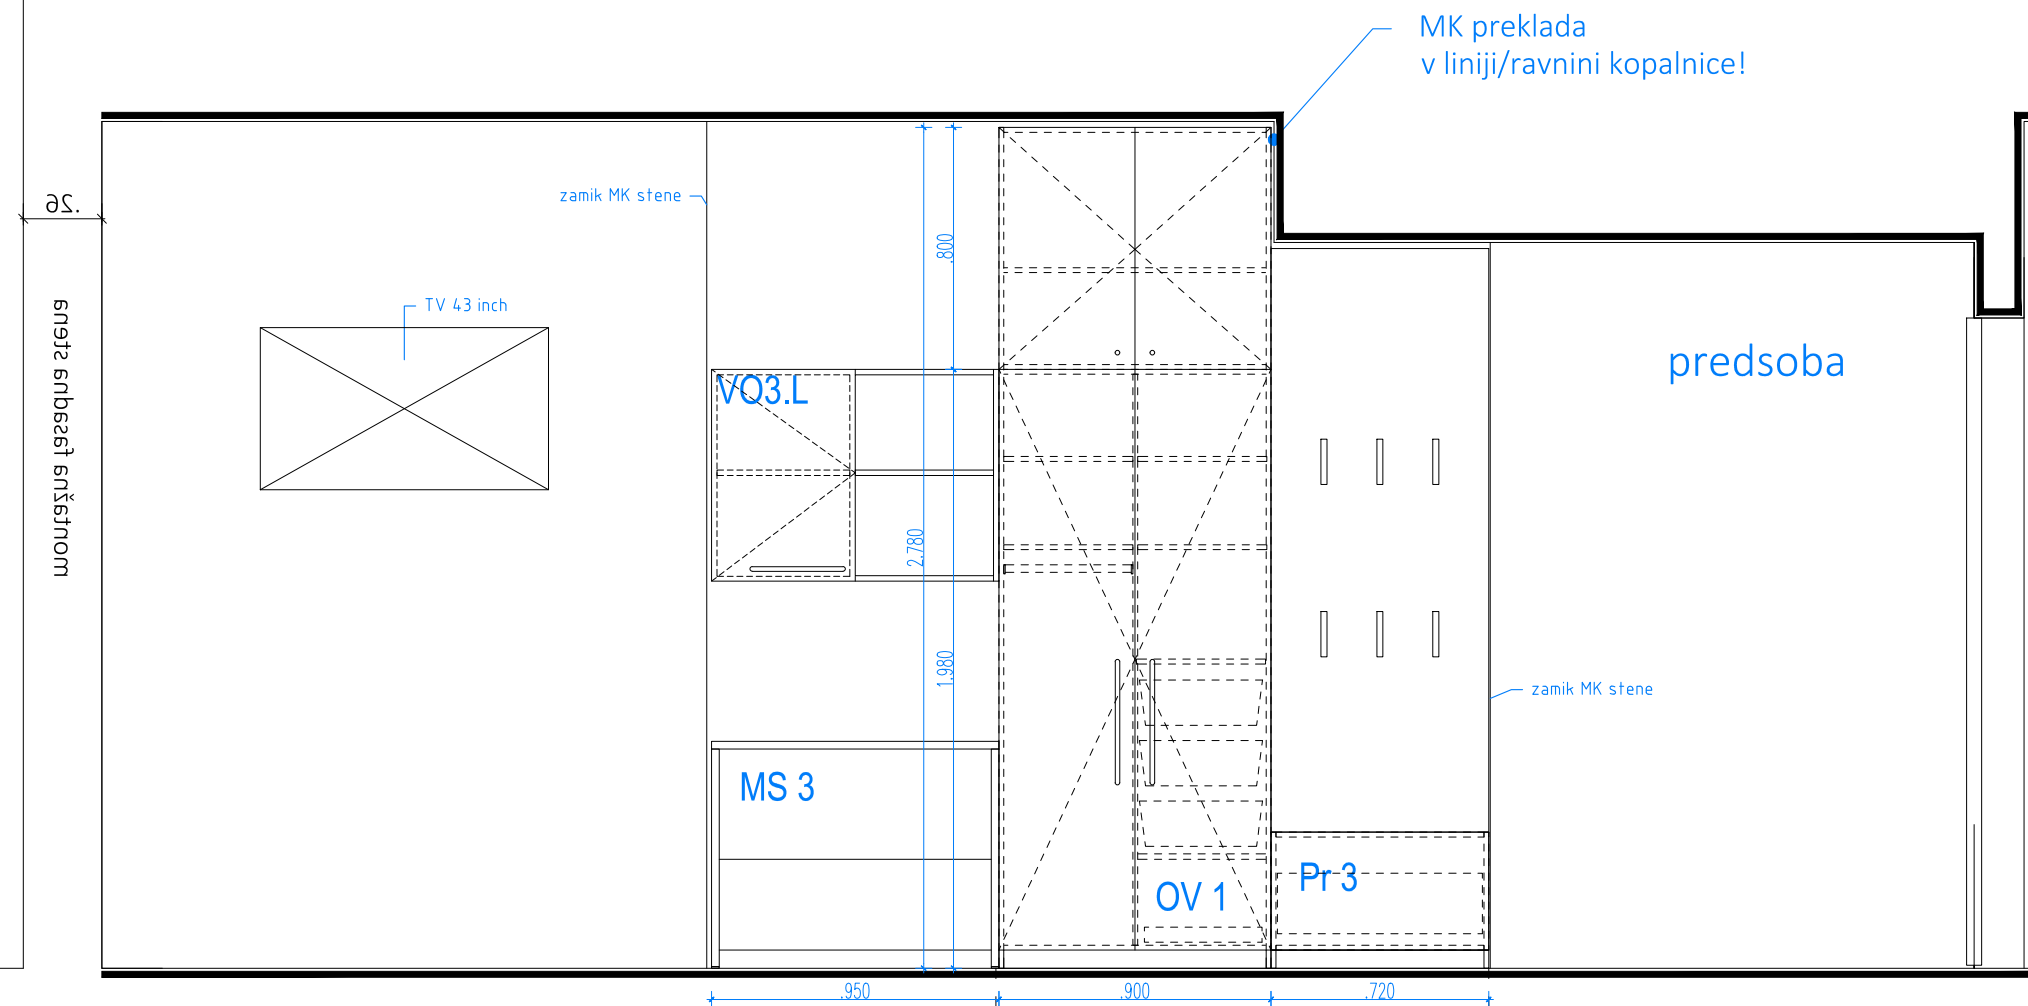 MK preklada
v liniji/ravnini kopalnice!
zamik MK stene
.26
montažna fasadna stena
TV 43 inch
.800
predsoba
VO3.L
2.780
1.980
zamik MK stene
MS 3
Pr 3
OV 1
.950
.900
.720